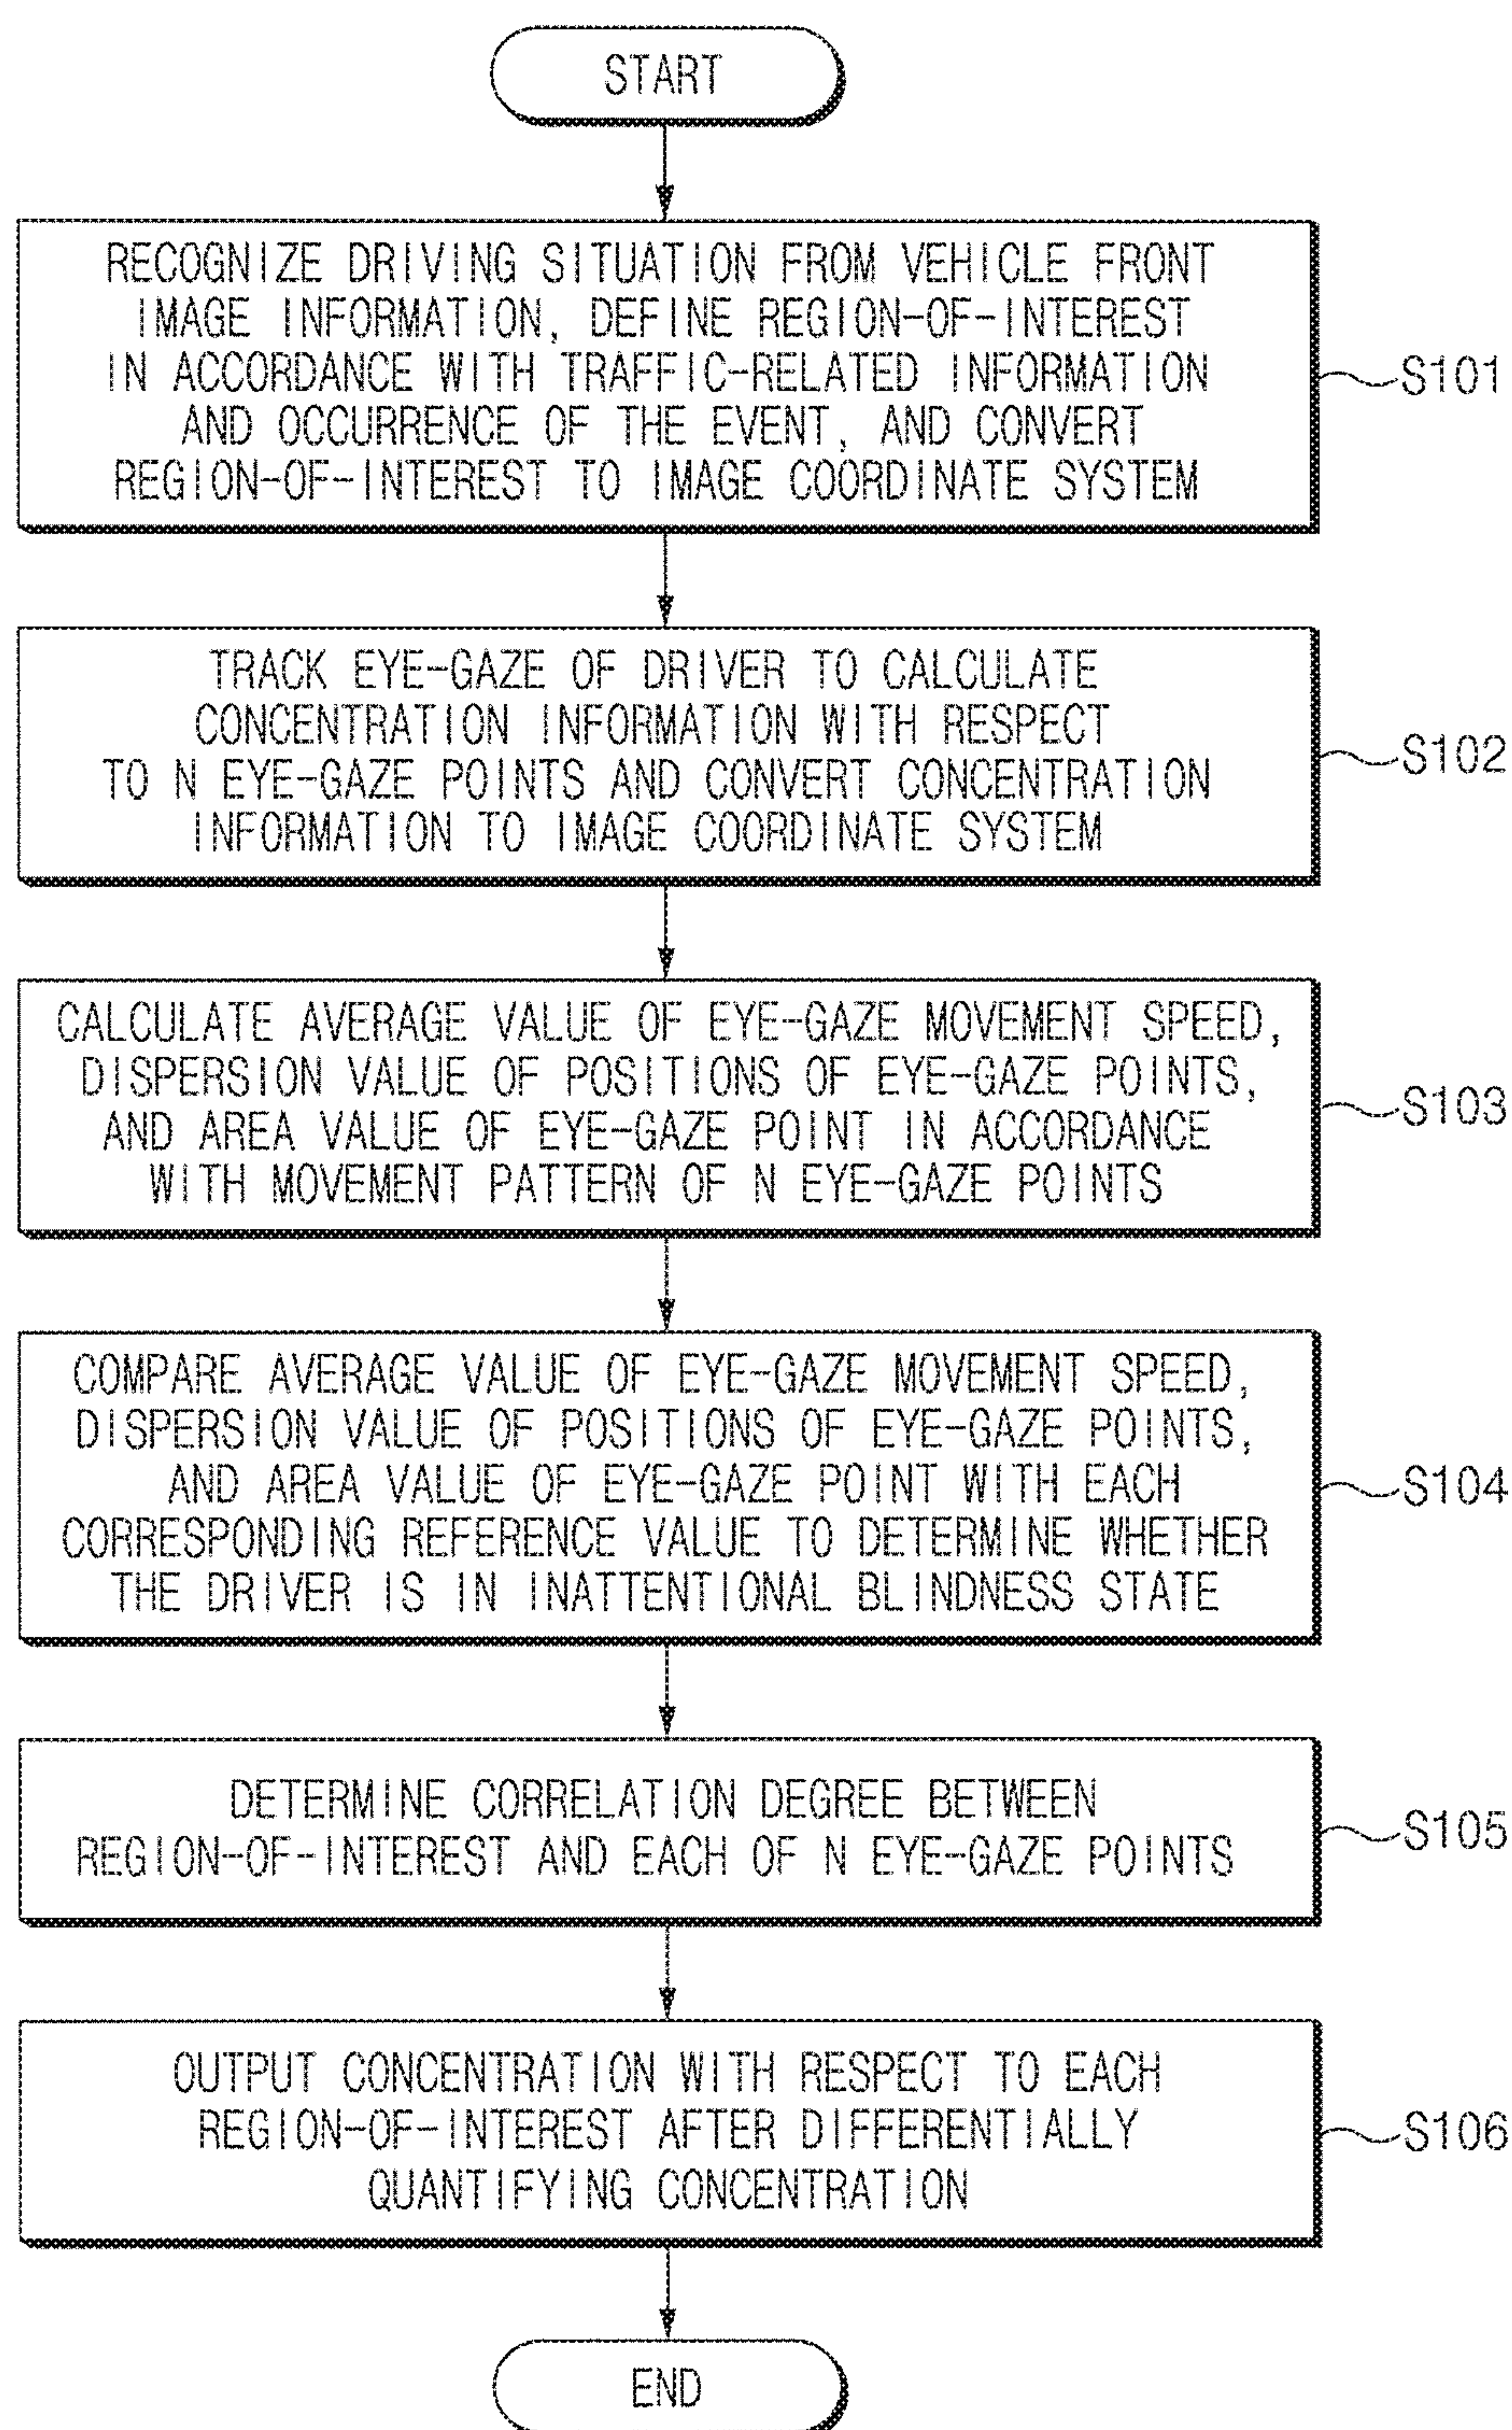 START
RECOGNIZE DRIVING SITUATION FROM VEHICLE FRONT
IMAGE INFORMATION, DEFINE REGION-OF-INTEREST
IN ACCORDANCE WITH TRAFFIC-RELATED INFORMATION
AND OCCURRENCE OF THE EVENT, AND CONVERT
REGION-OF-INTEREST TO IMAGE COORDINATE SYSTEM
S101
TRACK EYE-GAZE OF DRIVER TO CALCULATE
CONCENTRATION INFORMATION WITH RESPECT
TO N EYE-GAZE POINTS AND CONVERT CONCENTRATION
INFORMATION TO IMAGE COORDINATE SYSTEM
S102
CALCULATE AVERAGE VALUE OF EYE-GAZE MOVEMENT SPEED,
DISPERSION VALUE OF POSITIONS OF EYE-GAZE POINTS,
AND AREA VALUE OF EYE-GAZE POINT IN ACCORDANCE
WITH MOVEMENT PATTERN OF N EYE-GAZE POINTS
S103
COMPARE AVERAGE VALUE OF EYE-GAZE MOVEMENT SPEED,
DISPERSION VALUE OF POSITIONS OF EYE-GAZE POINTS,
AND AREA VALUE OF EYE-GAZE POINT WITH EACH
CORRESPONDING REFERENCE VALUE TO DETERMINE WHETHER
THE DRIVER IS IN INATTENTIONAL BLINDNESS STATE
S104
DETERMINE CORRELATION DEGREE BETWEEN
REGION-OF-INTEREST AND EACH OF N EYE-GAZE POINTS
S105
OUTPUT CONCENTRATION WITH RESPECT TO EACH
REGION-OF-INTEREST AFTER DIFFERENTIALLY
QUANTIFYING CONCENTRATION
S106
END